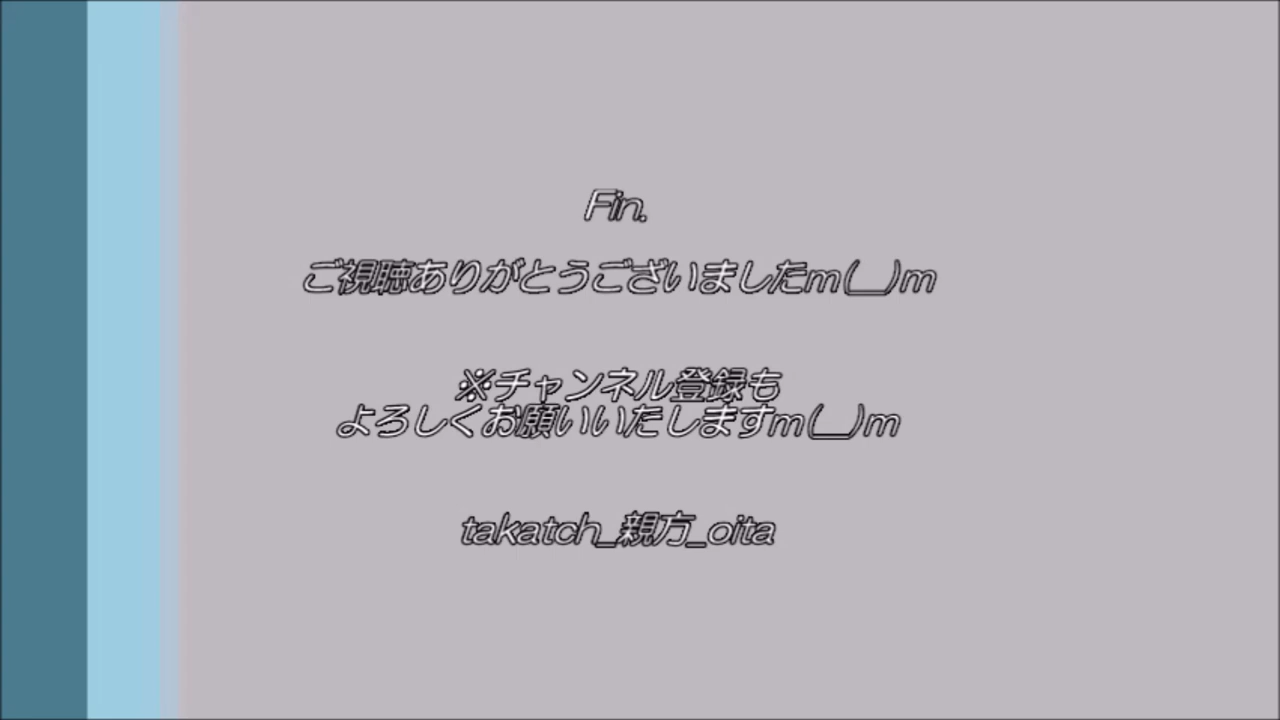 Fin.
ご視聴ありがとうございましたm(__)m
※チャンネル登録も
よろしくお願いいたしますm(__)m
takatch_親方_oita